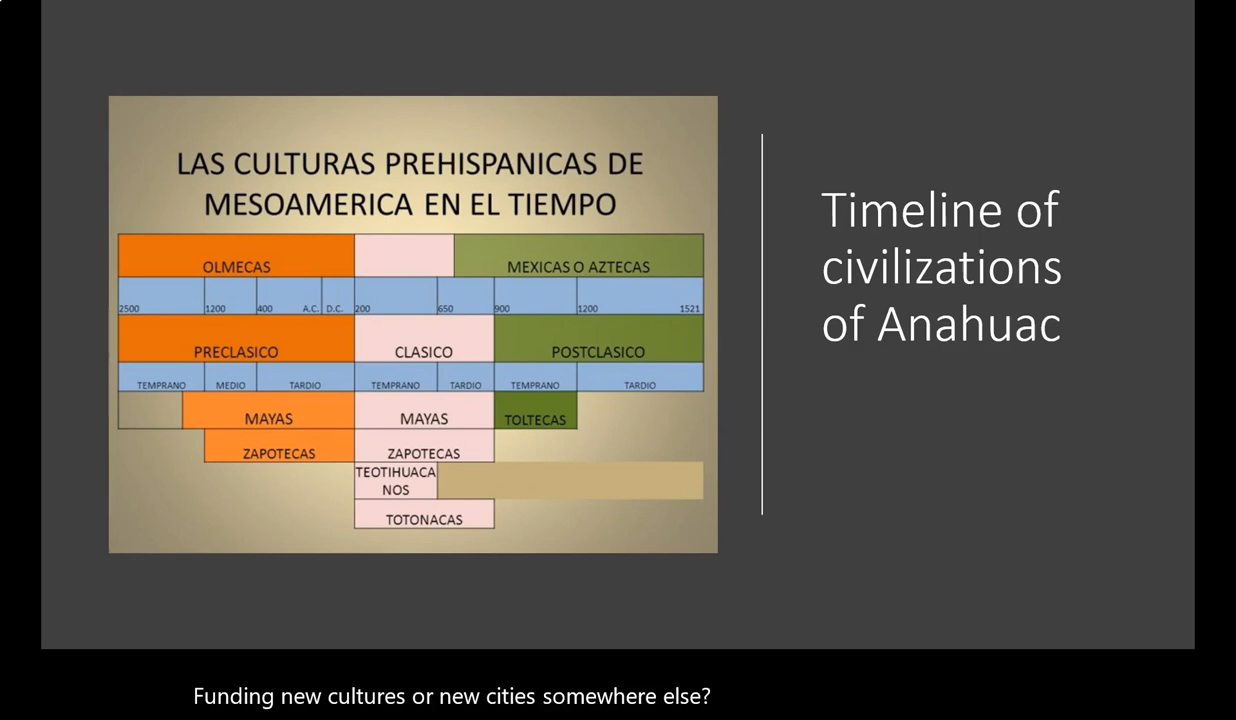 LAS CULTURAS PREHISPANICAS DE
MESOAMERICA EN EL TIEMPO
OLMECAS
MEXICAS O AZTECAS
2500 1200 400 A.C. D.C. 200 650 900 1200 1521
PRECLASICO CLASICO POSTCLASICO
TEMPRANO MEDIO TARDIO TEMPRANO TARDIO TEMPRANO TARDIO
MAYAS MAYAS TOLTECAS
ZAPOTECAS ZAPOTECAS
TEOTIHUACA
NOS
TOTONACAS
Timeline of
civilizations
of Anahuac
Funding new cultures or new cities somewhere else?